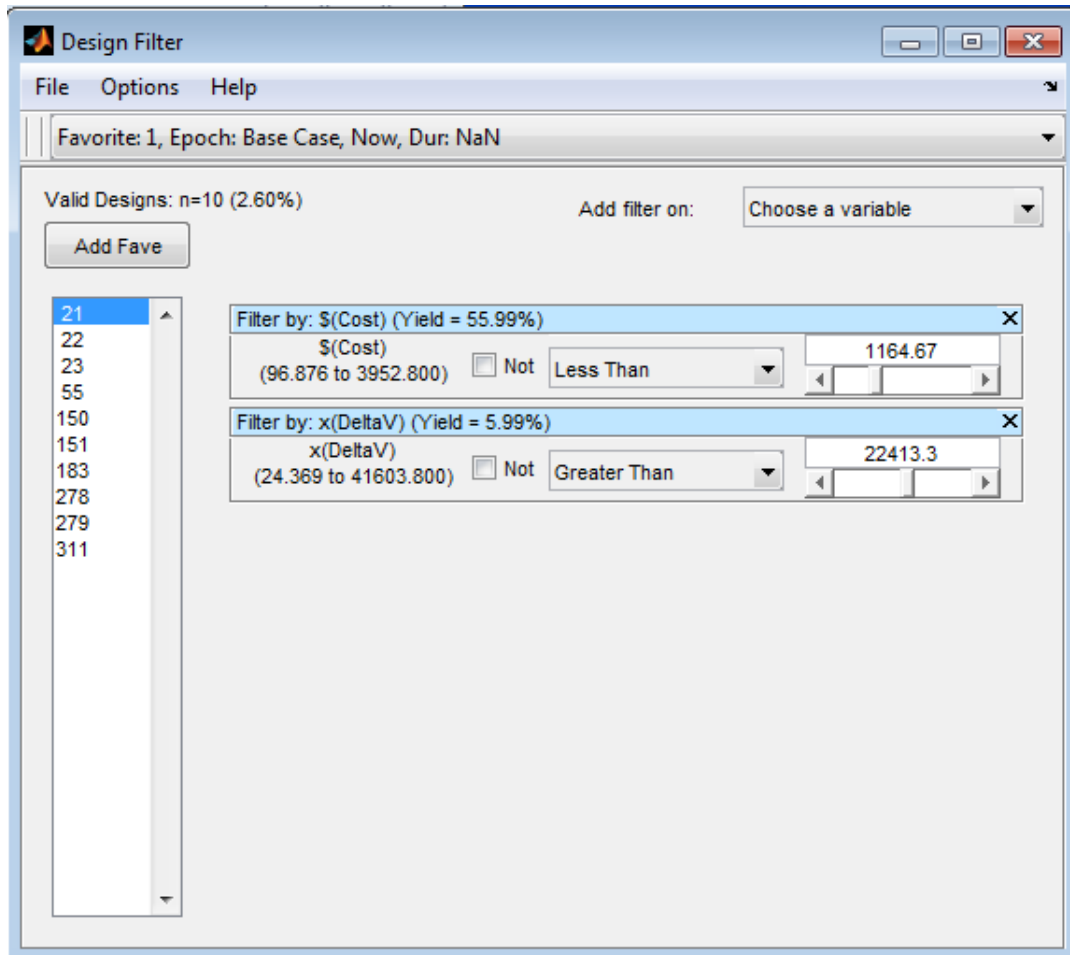 Design Filter
File Options Help
Favorite: 1, Epoch: Base Case, Now, Dur: NaN
Valid Designs: n=10 (2.60%)
Add filter on: Choose a variable
Add Fave
21
22
23
55
150
151
183
278
279
311
Filter by: $(Cost) (Yield = 55.99%)
$(Cost)
(96.876 to 3952.800) Not Less Than 1164.67
Filter by: x(DeltaV) (Yield = 5.99%)
x(DeltaV)
(24.369 to 41603.800) Not Greater Than 22413.3